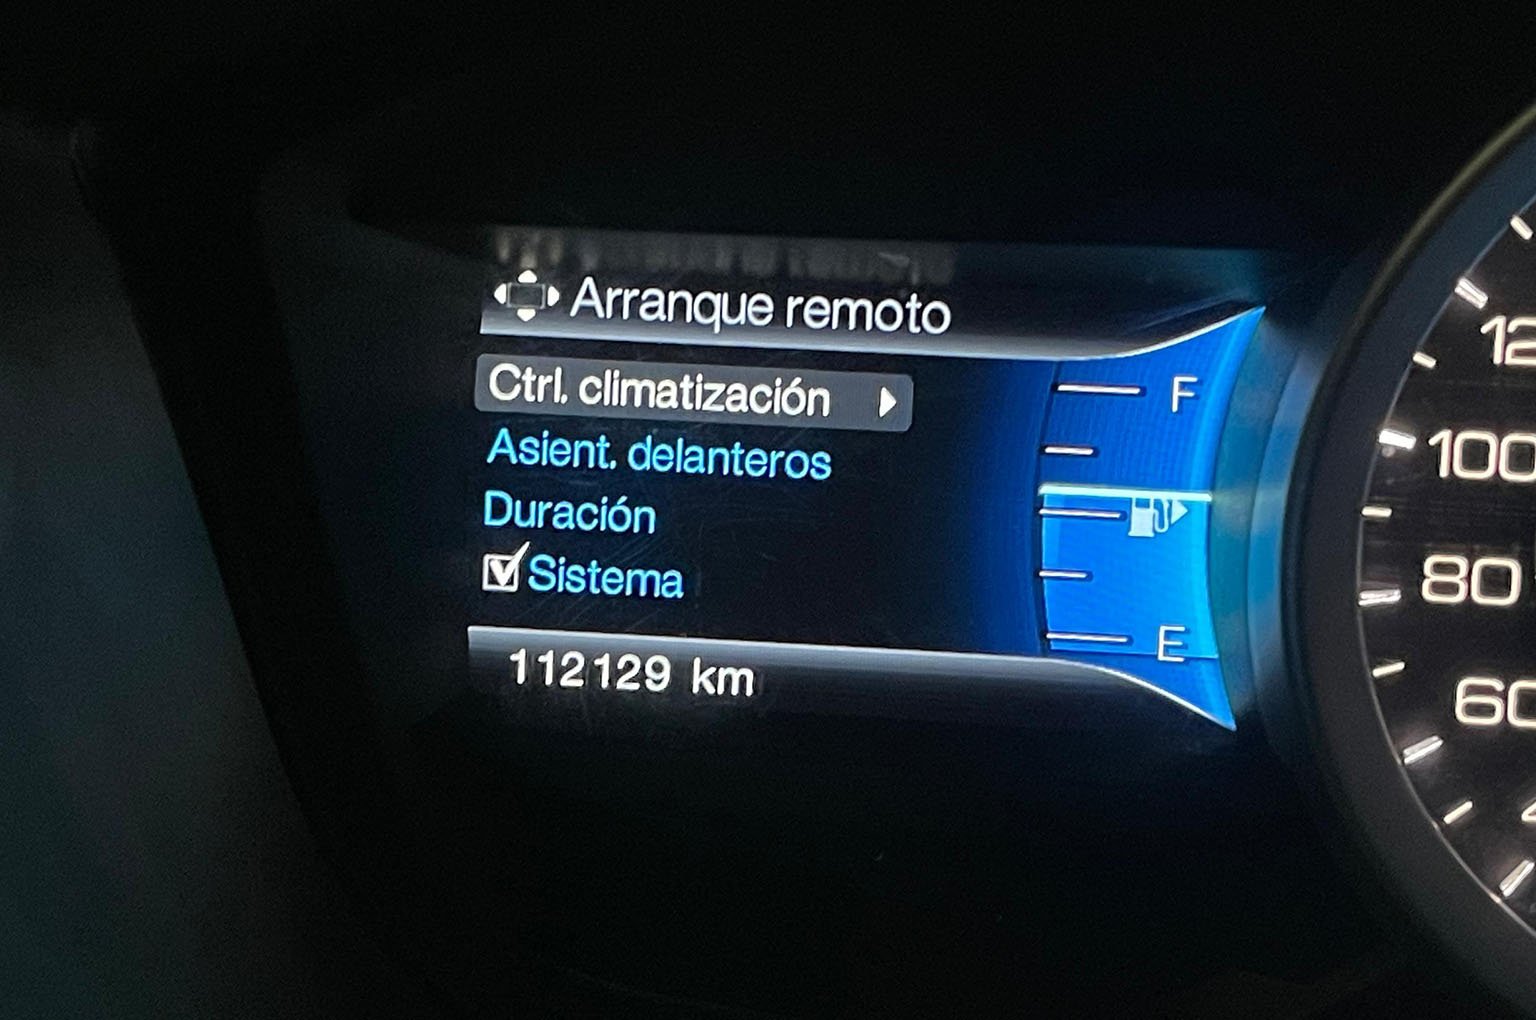 Arranque remoto
Ctrl. climatización
Asient. delanteros
Duración
Sistema
112129 km
F
E
100
80